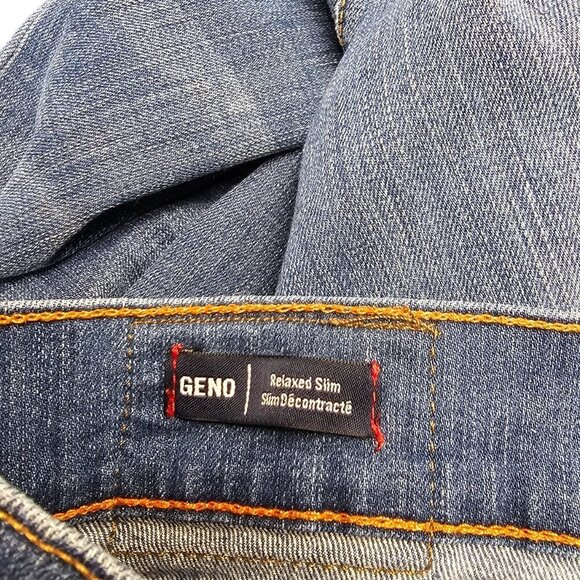 GENO
Relaxed Slim
Slim Décontracté